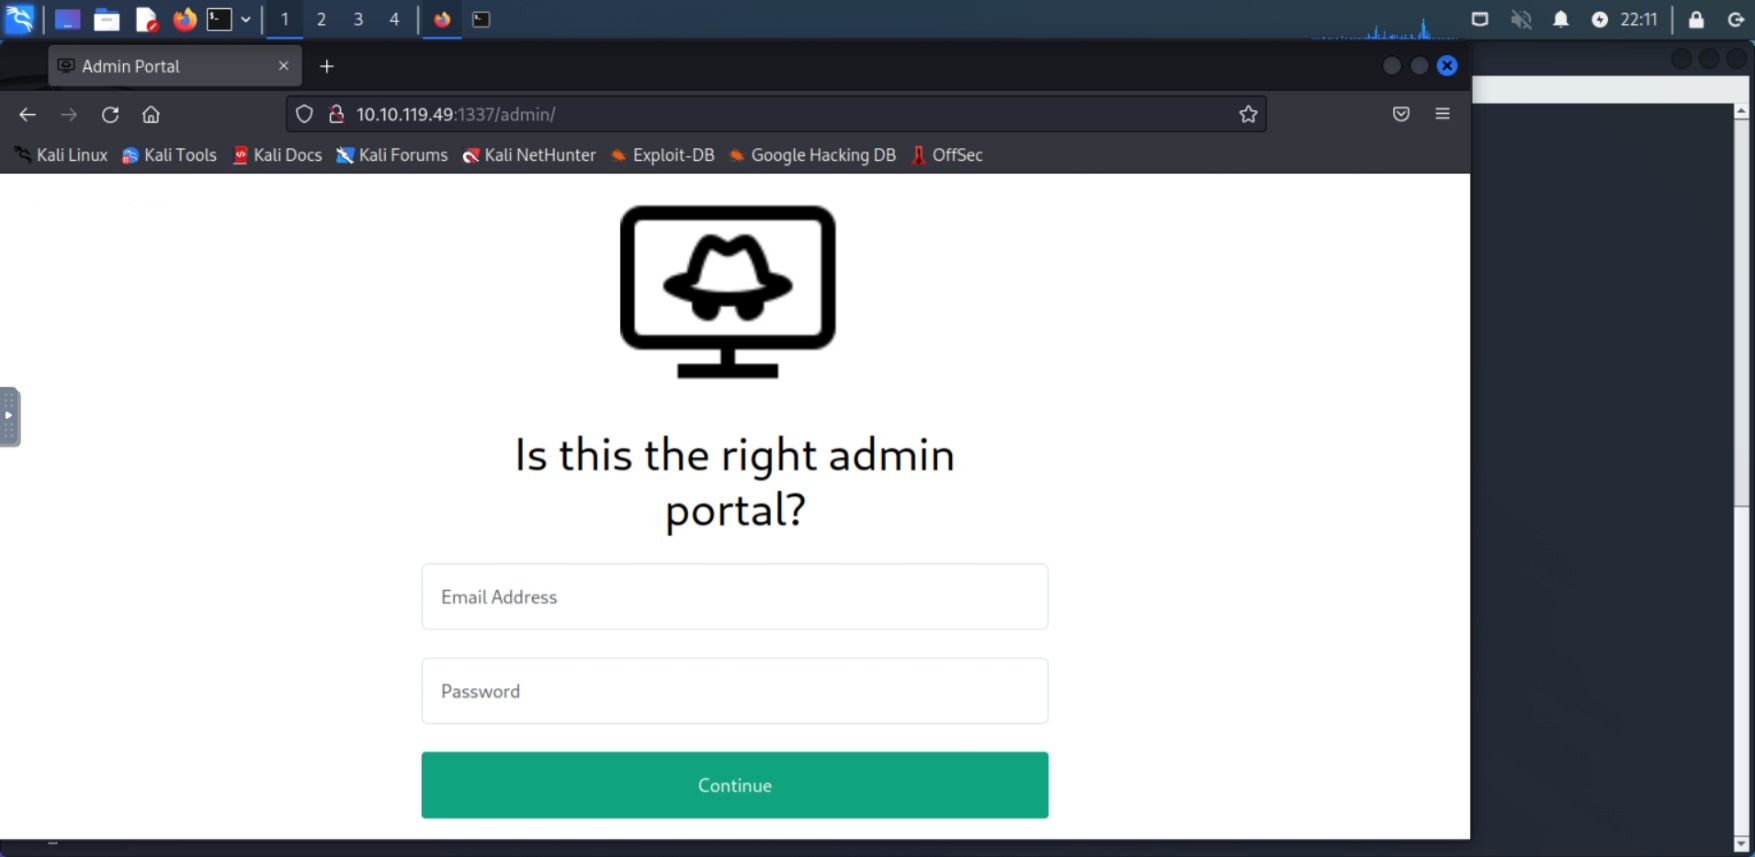 1 2 3 4 22:11
Admin Portal
10.10.119.49:1337/admin/
Kali Linux Kali Tools Kali Docs Kali Forums Kali NetHunter Exploit-DB Google Hacking DB OffSec
Is this the right admin
portal?
Email Address
Password
Continue